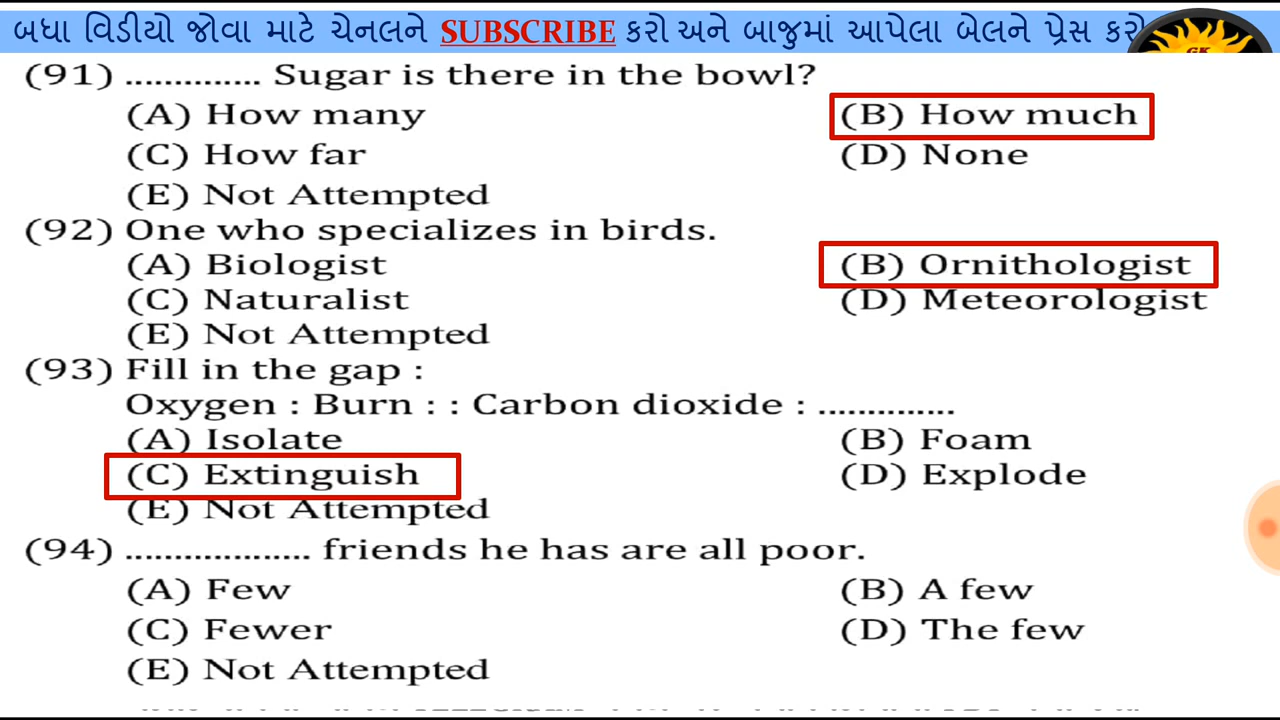 બધા વિડીયો જોવા માટે ચેનલને SUBSCRIBE કરો અને બાજુમાં આપેલા બેલને પ્રેસ કરો
GK
(91) .............. Sugar is there in the bowl?
(A) How many (B) How much
(C) How far (D) None
(E) Not Attempted
(92) One who specializes in birds.
(A) Biologist (B) Ornithologist
(C) Naturalist (D) Meteorologist
(E) Not Attempted
(93) Fill in the gap :
Oxygen : Burn : : Carbon dioxide : ..............
(A) Isolate (B) Foam
(C) Extinguish (D) Explode
(E) Not Attempted
(94) ................... friends he has are all poor.
(A) Few (B) A few
(C) Fewer (D) The few
(E) Not Attempted